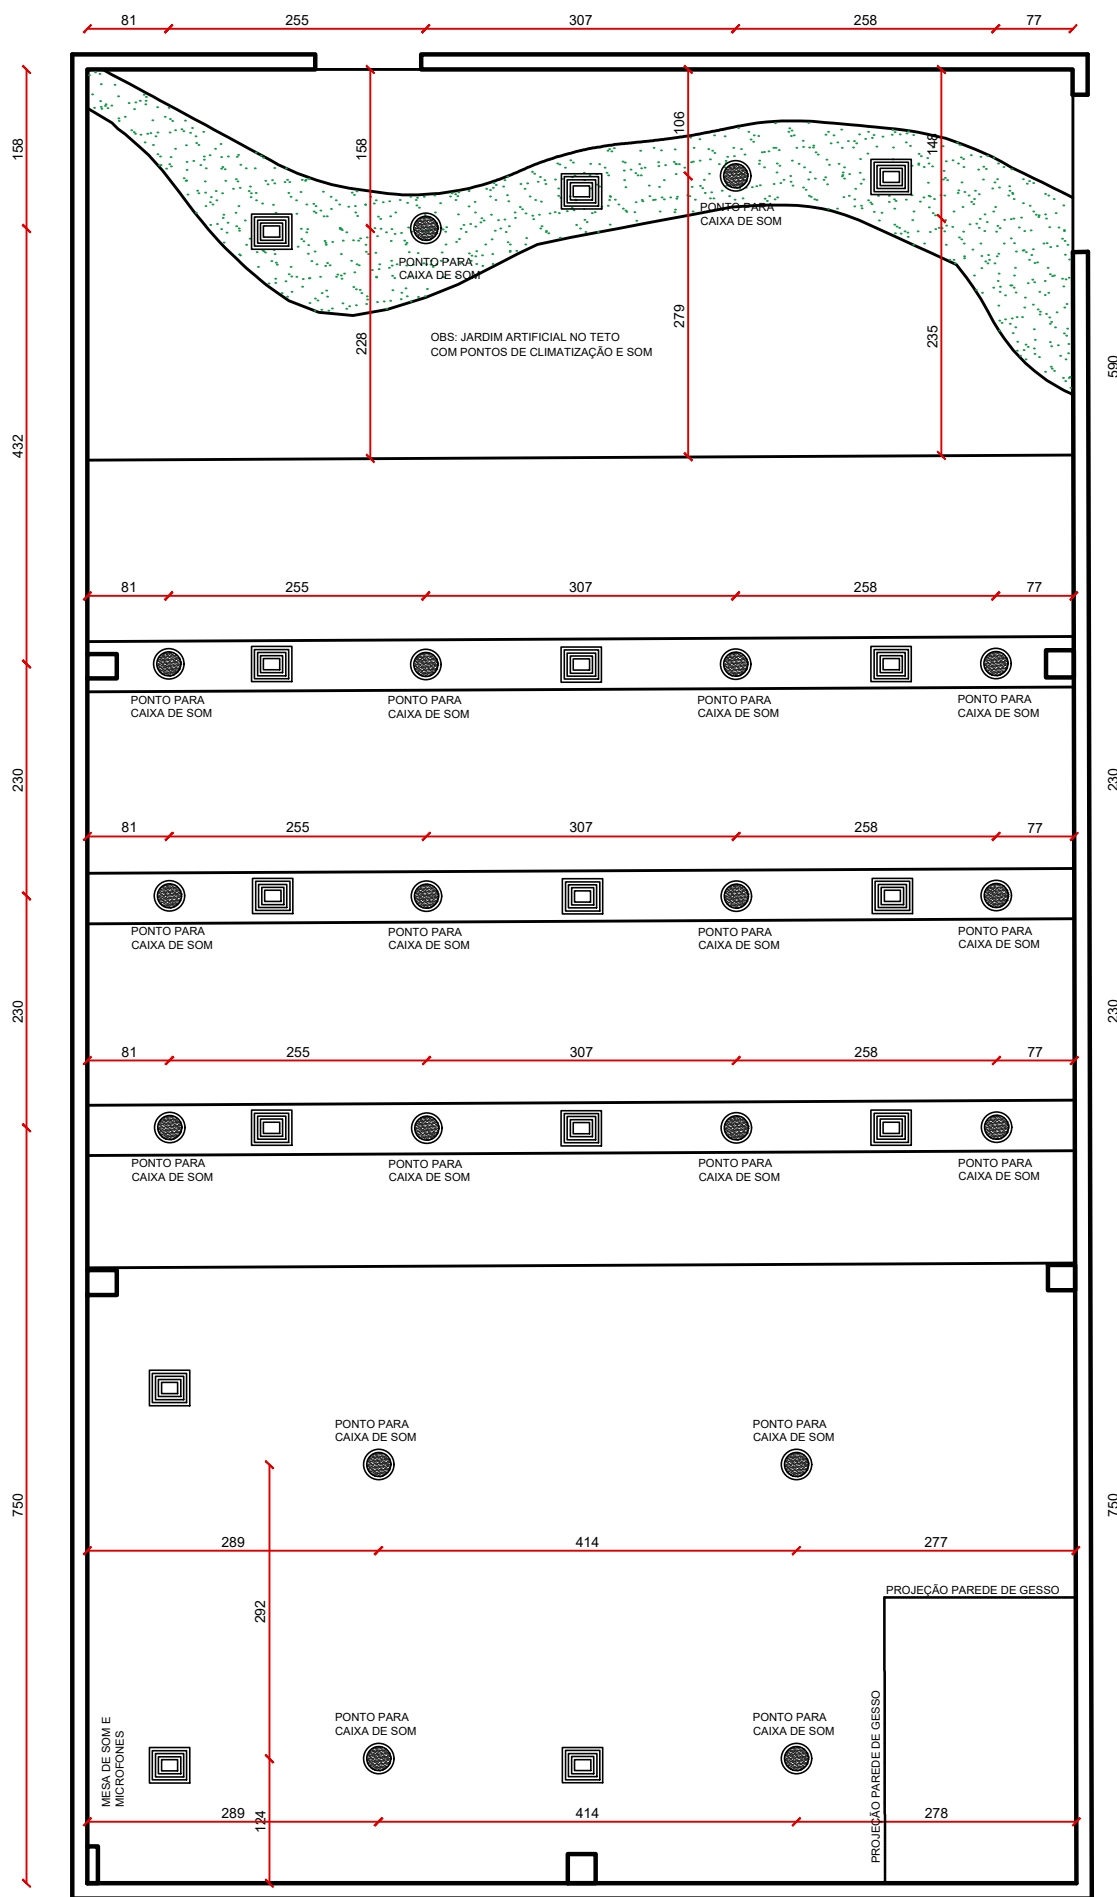 81 255 307 258 77
158
158
106
148
PONTO PARA
CAIXA DE SOM
PONTO PARA
CAIXA DE SOM
228
279
235
OBS: JARDIM ARTIFICIAL NO TETO
COM PONTOS DE CLIMATIZAÇÃO E SOM
590
432
81 255 307 258 77
PONTO PARA
CAIXA DE SOM
PONTO PARA
CAIXA DE SOM
PONTO PARA
CAIXA DE SOM
PONTO PARA
CAIXA DE SOM
230
230
81 255 307 258 77
PONTO PARA
CAIXA DE SOM
PONTO PARA
CAIXA DE SOM
PONTO PARA
CAIXA DE SOM
PONTO PARA
CAIXA DE SOM
230
230
81 255 307 258 77
PONTO PARA
CAIXA DE SOM
PONTO PARA
CAIXA DE SOM
PONTO PARA
CAIXA DE SOM
PONTO PARA
CAIXA DE SOM
PONTO PARA
CAIXA DE SOM
PONTO PARA
CAIXA DE SOM
750
750
289 414 277
PROJEÇÃO PAREDE DE GESSO
292
PONTO PARA
CAIXA DE SOM
PONTO PARA
CAIXA DE SOM
MESA DE SOM E
MICROFONES
PROJEÇÃO PAREDE DE GESSO
289 414 278
124